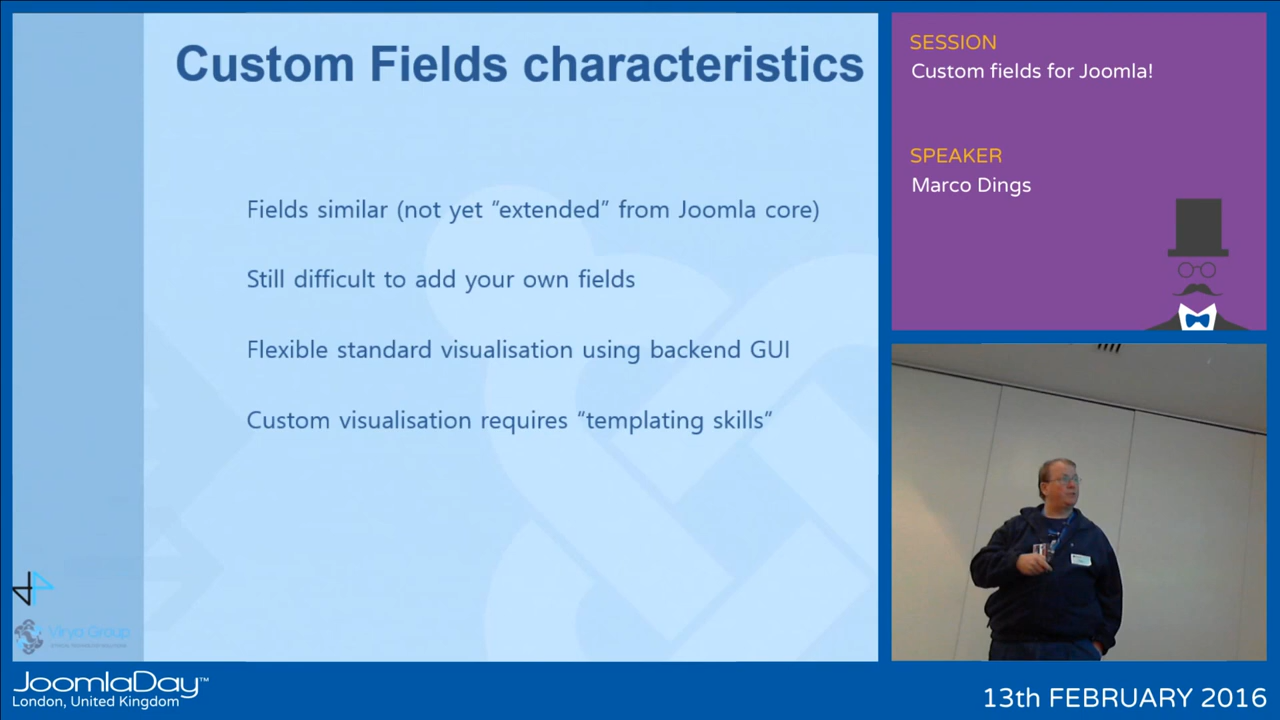 Custom Fields characteristics
Fields similar (not yet “extended” from Joomla core)
Still difficult to add your own fields
Flexible standard visualisation using backend GUI
Custom visualisation requires “templating skills”
Virya Group
SESSION
Custom fields for Joomla!
SPEAKER
Marco Dings
JoomlaDay™
London, United Kingdom
13th FEBRUARY 2016